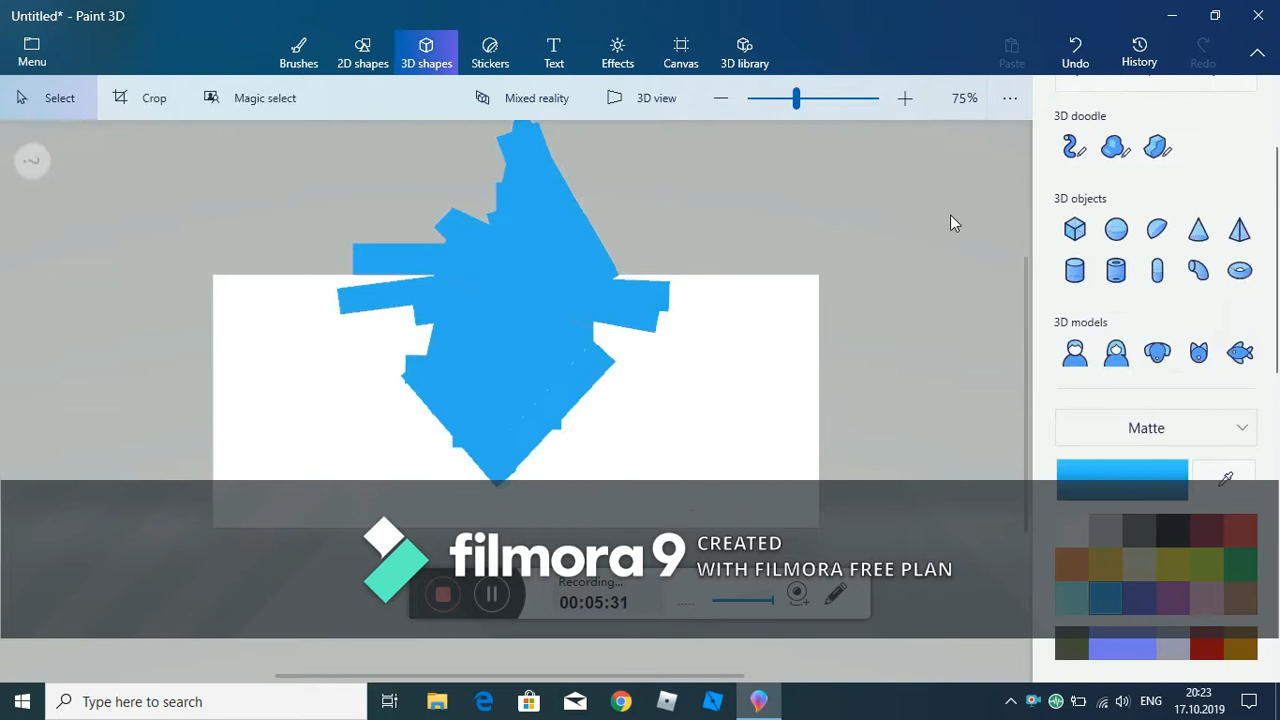 Untitled* - Paint 3D
Menu
Brushes
2D shapes
3D shapes
Stickers
Text
Effects
Canvas
3D library
Paste
Undo
History
Redo
Select
Crop
Magic select
Mixed reality
3D view
75%
3D doodle
3D objects
3D models
Matte
filmora9 CREATED
WITH FILMORA FREE PLAN
Recording...
00:05:31
Type here to search
ENG
20:23
17.10.2019